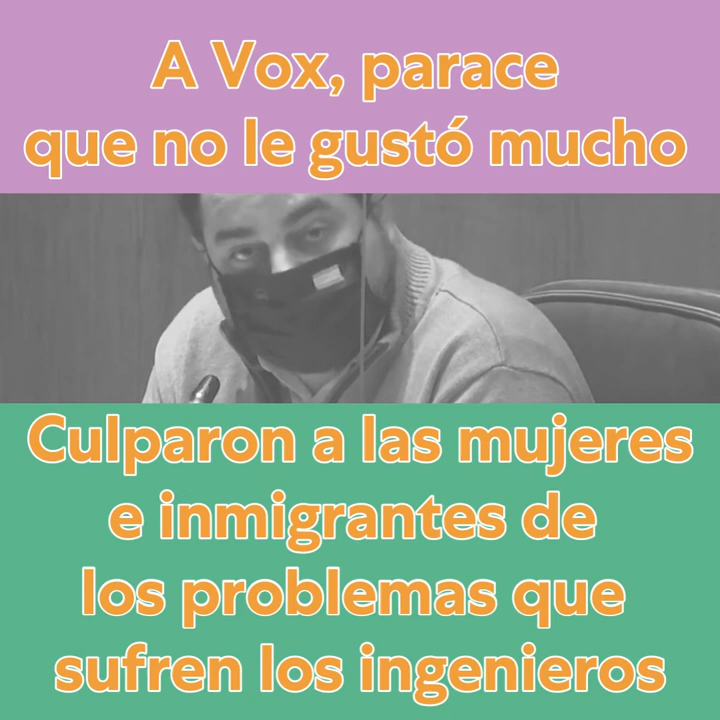 A Vox, parace
que no le gustó mucho
Culparon a las mujeres
e inmigrantes de
los problemas que
sufren los ingenieros